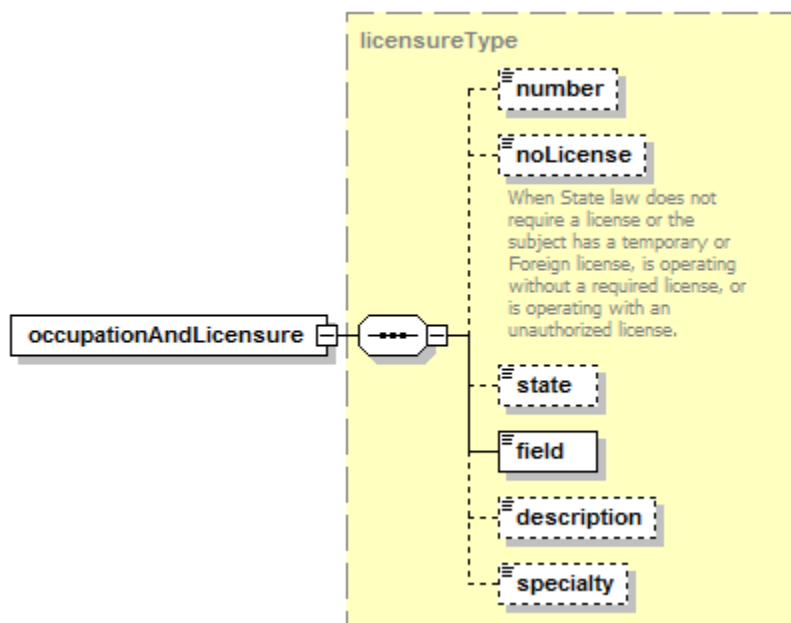 licensureType
number
noLicense
When State law does not
require a license or the
subject has a temporary or
Foreign license, is operating
without a required license, or
is operating with an
unauthorized license.
occupationAndLicensure
state
field
description
specialty